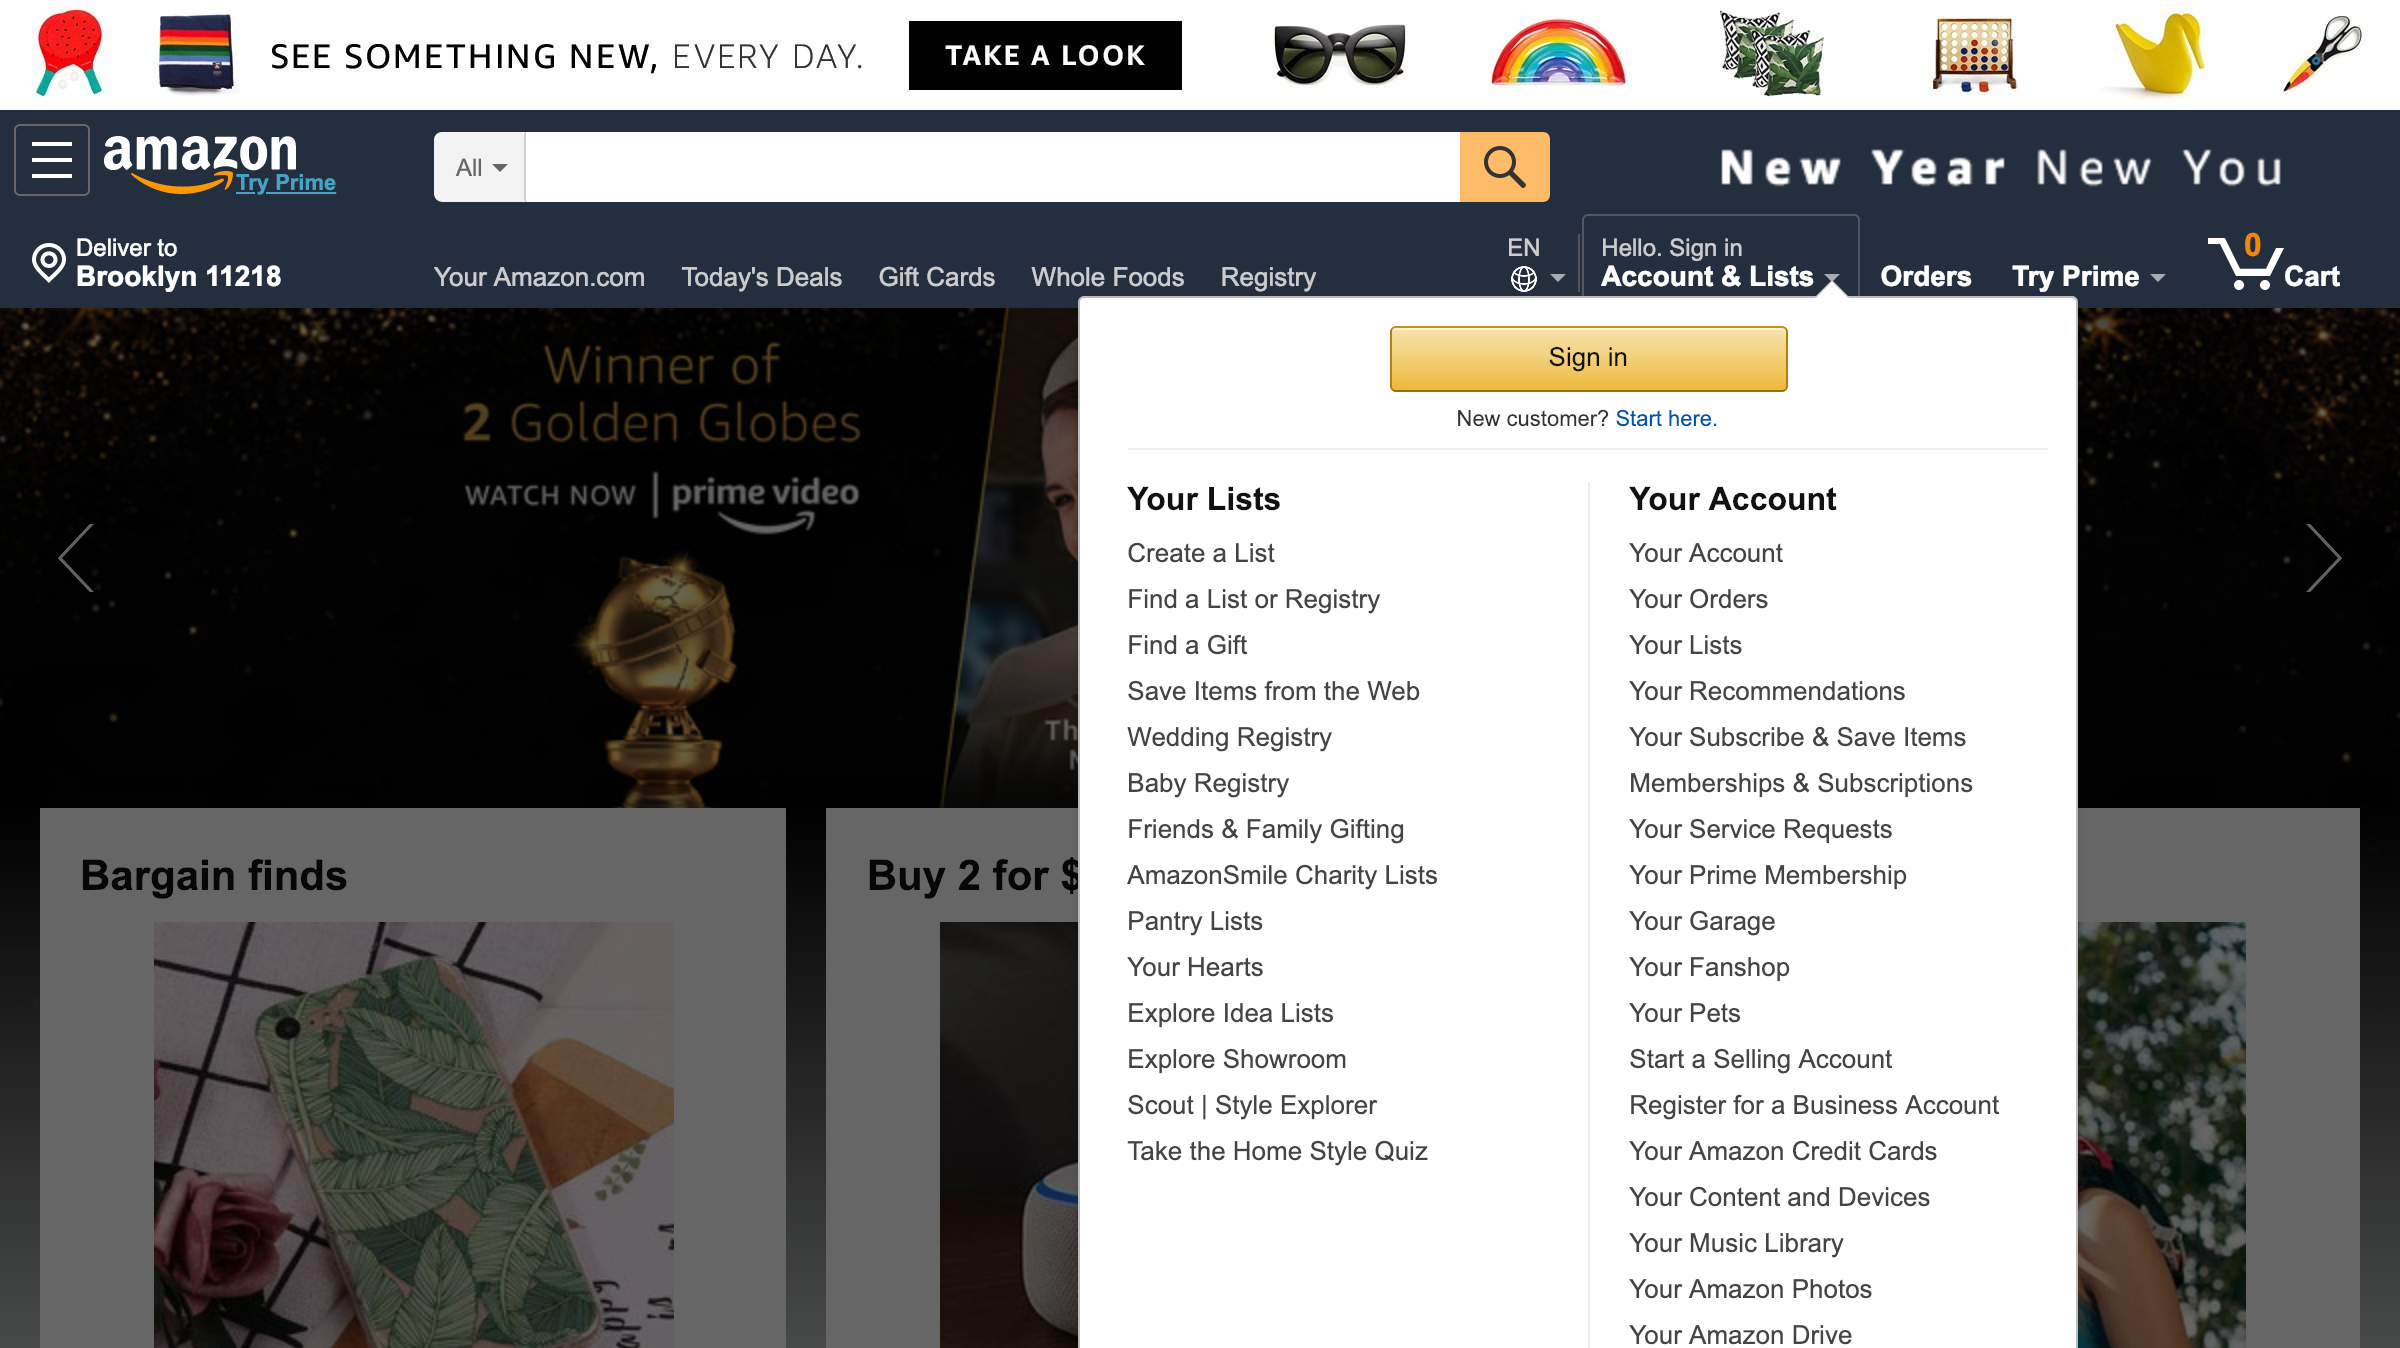 SEE SOMETHING NEW, EVERY DAY.
TAKE A LOOK
amazon
Try Prime
All
New Year New You
Deliver to
Brooklyn 11218
Your Amazon.com
Today's Deals
Gift Cards
Whole Foods
Registry
EN
Hello. Sign in
Account & Lists
Orders
Try Prime
0
Cart
Winner of
2 Golden Globes
WATCH NOW | prime video
Sign in
New customer? Start here.
Your Lists
Create a List
Find a List or Registry
Find a Gift
Save Items from the Web
Wedding Registry
Baby Registry
Friends & Family Gifting
AmazonSmile Charity Lists
Pantry Lists
Your Hearts
Explore Idea Lists
Explore Showroom
Scout | Style Explorer
Take the Home Style Quiz
Your Account
Your Account
Your Orders
Your Lists
Your Recommendations
Your Subscribe & Save Items
Memberships & Subscriptions
Your Service Requests
Your Prime Membership
Your Garage
Your Fanshop
Your Pets
Start a Selling Account
Register for a Business Account
Your Amazon Credit Cards
Your Content and Devices
Your Music Library
Your Amazon Photos
Your Amazon Drive
Bargain finds
Buy 2 for $